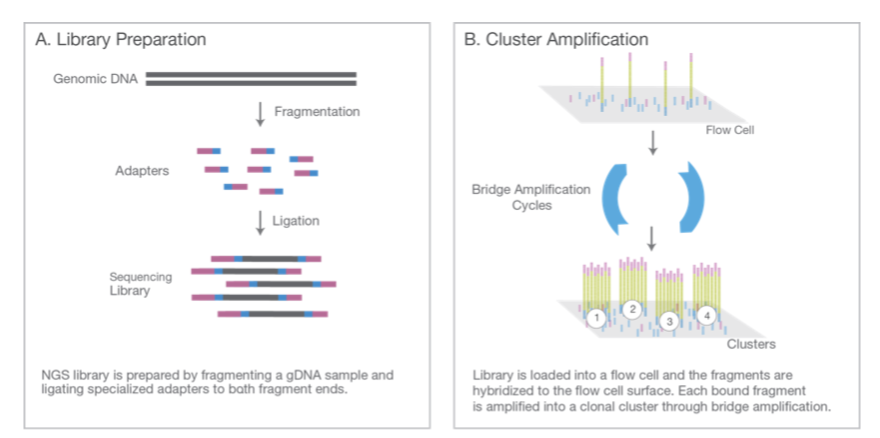 A. Library Preparation
Genomic DNA
Fragmentation
Adapters
Ligation
Sequencing
Library
NGS library is prepared by fragmenting a gDNA sample and
ligating specialized adapters to both fragment ends.
B. Cluster Amplification
Flow Cell
Bridge Amplification
Cycles
1
2
3
4
Clusters
Library is loaded into a flow cell and the fragments are
hybridized to the flow cell surface. Each bound fragment
is amplified into a clonal cluster through bridge amplification.